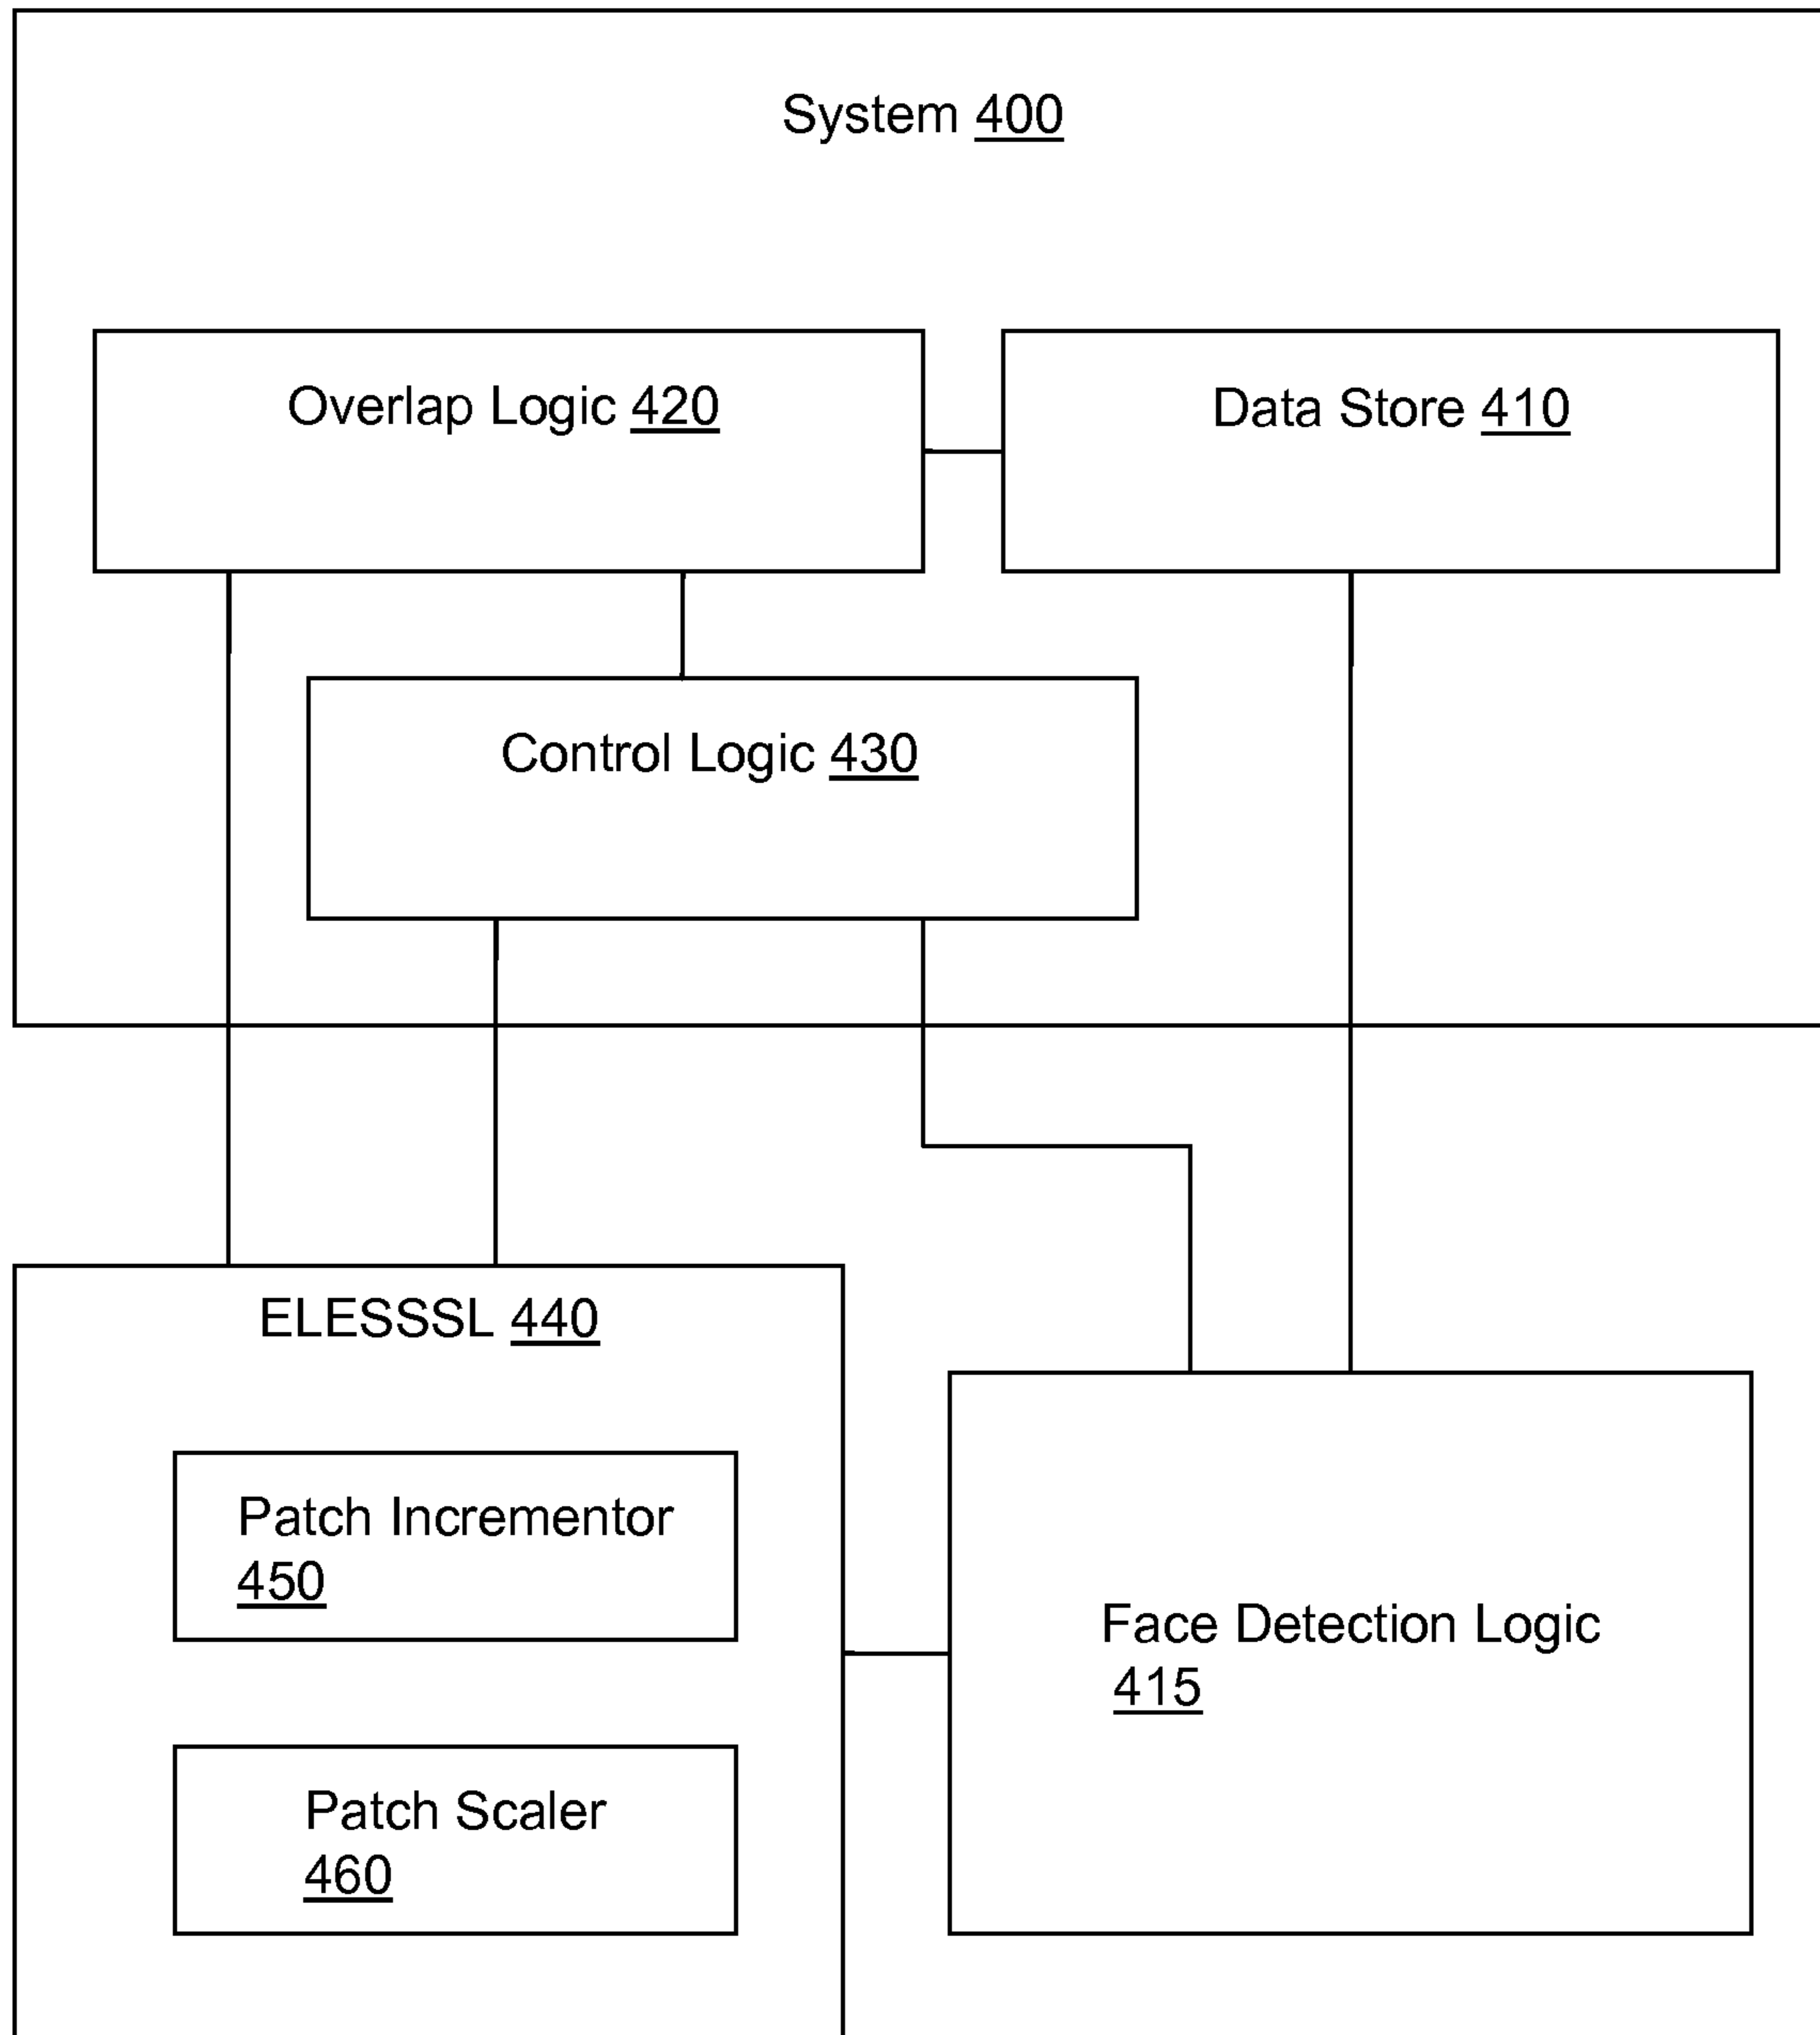 System 400
Overlap Logic 420
Data Store 410
Control Logic 430
ELESSSL 440
Patch Incrementor
450
Face Detection Logic
415
Patch Scaler
460